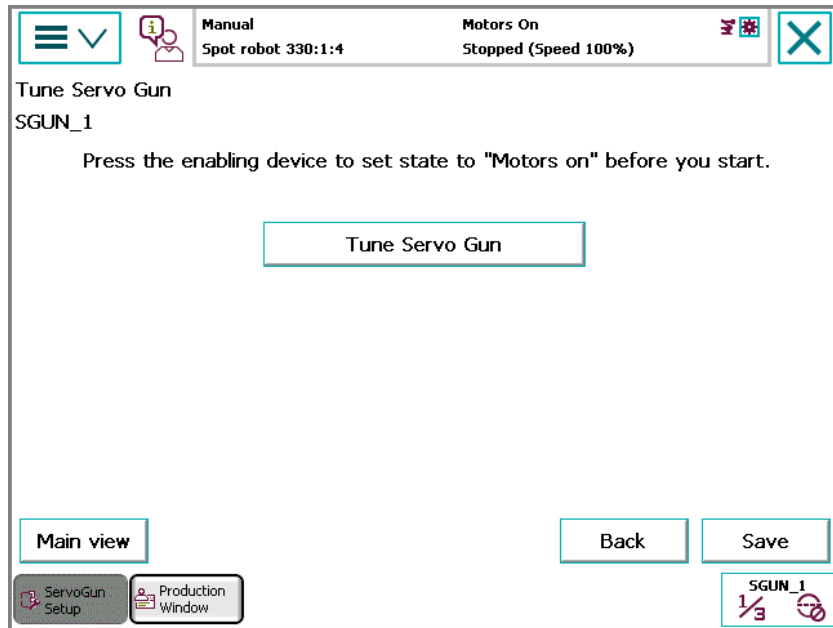 Manual
Motors On
Spot robot 330:1:4
Stopped (Speed 100%)
Tune Servo Gun
SGUN_1
Press the enabling device to set state to "Motors on" before you start.
Tune Servo Gun
Main view
Back
Save
ServoGun
Setup
Production
Window
SGUN_1
1/3